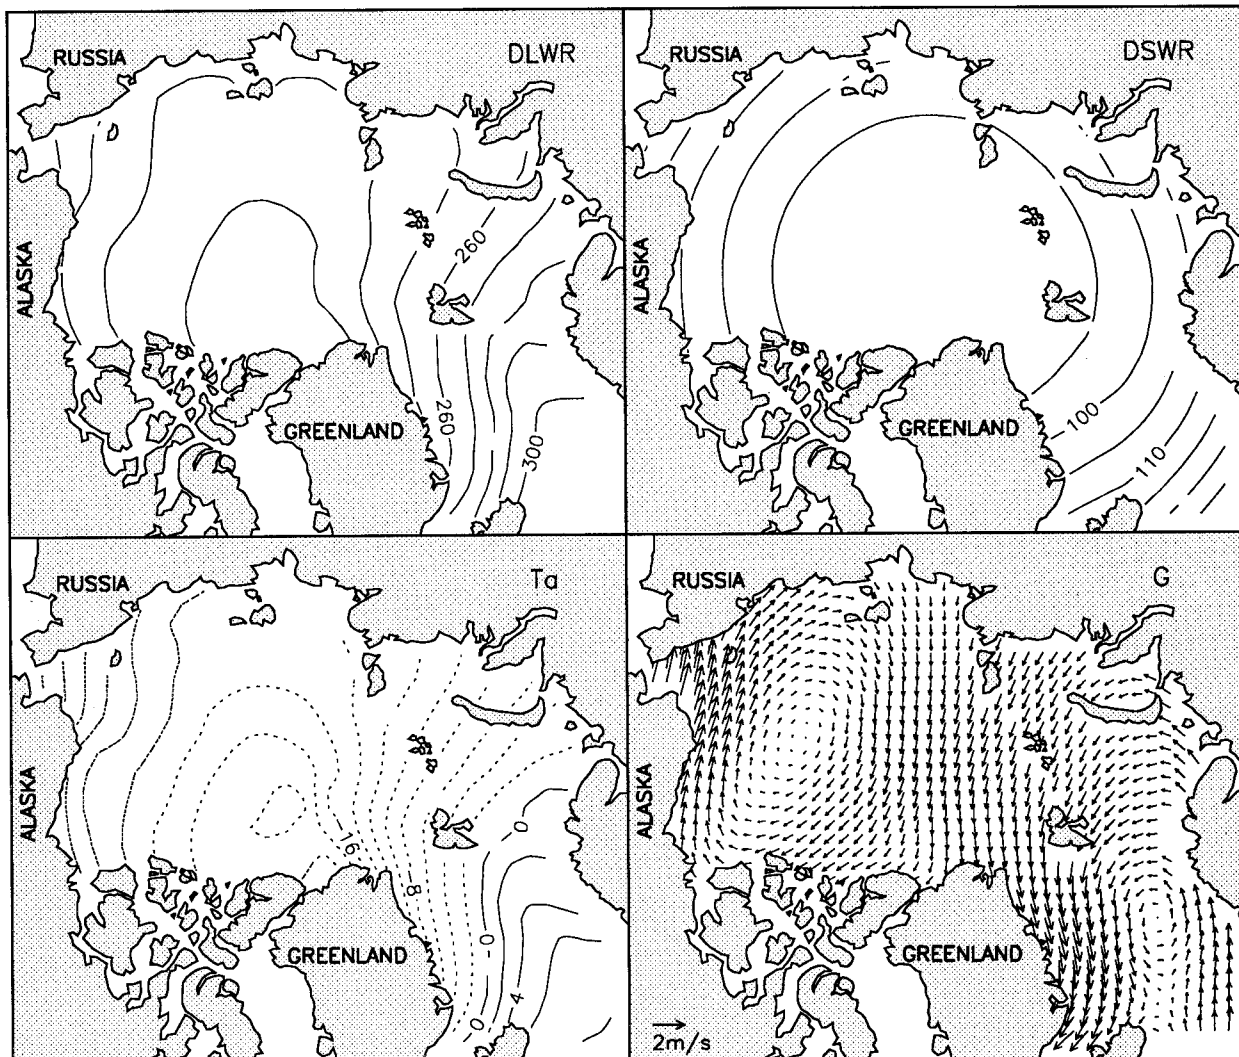 RUSSIA
DLWR
ALASKA
260
260
300
GREENLAND
RUSSIA
DSWR
ALASKA
100
110
GREENLAND
RUSSIA
Ta
ALASKA
0
-16
-8
0
4
0
GREENLAND
RUSSIA
G
ALASKA
GREENLAND
2m/s